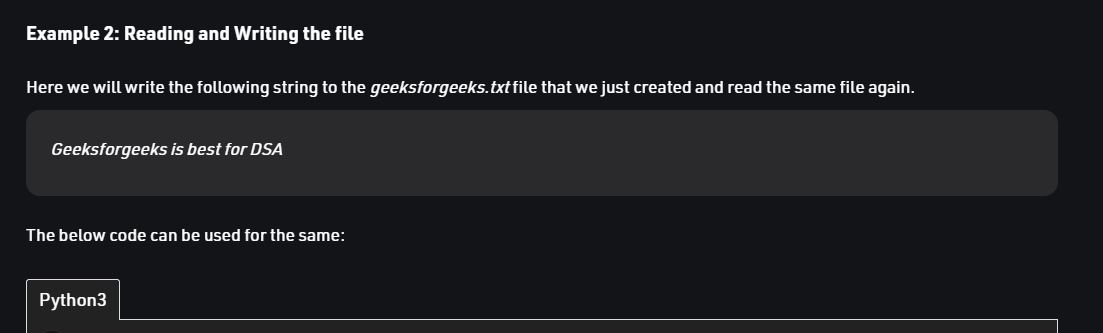 Example 2: Reading and Writing the file
Here we will write the following string to the geeksforgeeks.txt file that we just created and read the same file again.
Geeksforgeeks is best for DSA
The below code can be used for the same:
Python3